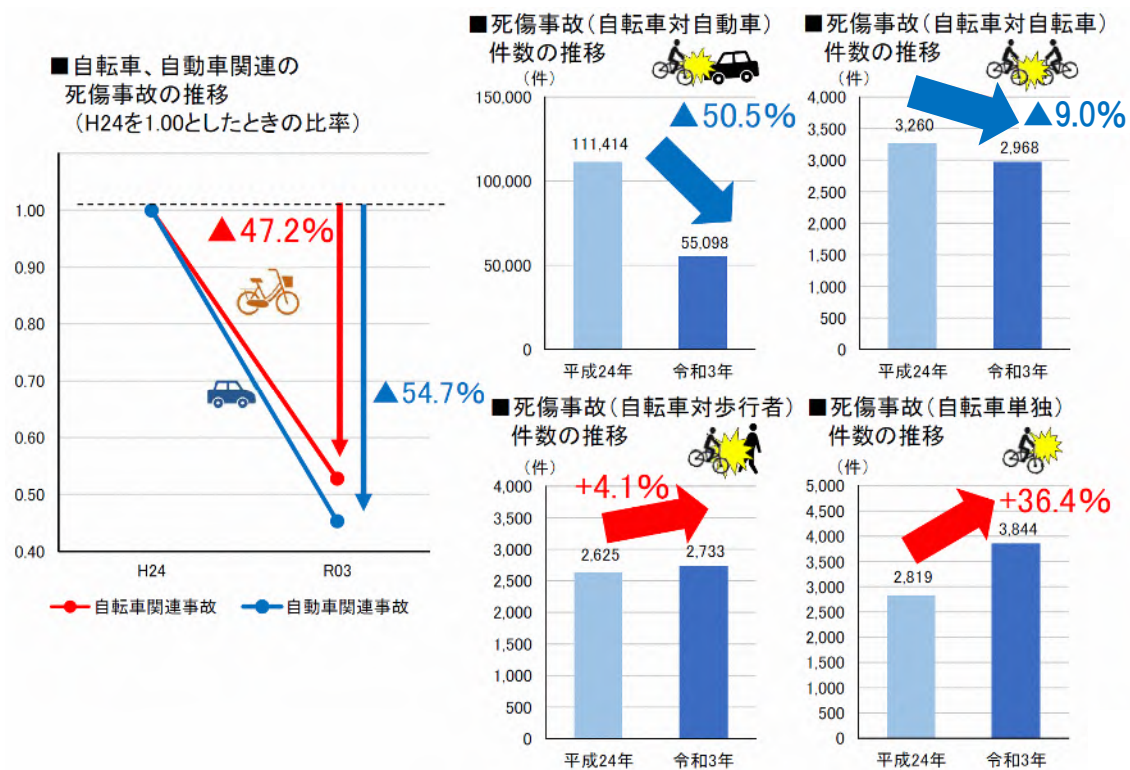 ■自転車、自動車関連の
死傷事故の推移
（H24を1.00としたときの比率）
1.00
0.90
0.80
0.70
0.60
0.50
0.40
▲47.2%
▲54.7%
H24
R03
自転車関連事故
自動車関連事故
■死傷事故（自転車対自動車）
件数の推移
（件）
150,000
100,000
50,000
0
111,414
55,098
▲50.5%
平成24年
令和3年
■死傷事故（自転車対自転車）
件数の推移
（件）
4,000
3,500
3,000
2,500
2,000
1,500
1,000
500
0
3,260
2,968
▲9.0%
平成24年
令和3年
■死傷事故（自転車対歩行者）
件数の推移
（件）
4,000
3,500
3,000
2,500
2,000
1,500
1,000
500
0
+4.1%
2,625
2,733
平成24年
令和3年
■死傷事故（自転車単独）
件数の推移
（件）
5,000
4,500
4,000
3,500
3,000
2,500
2,000
1,500
1,000
500
0
+36.4%
2,819
3,844
平成24年
令和3年